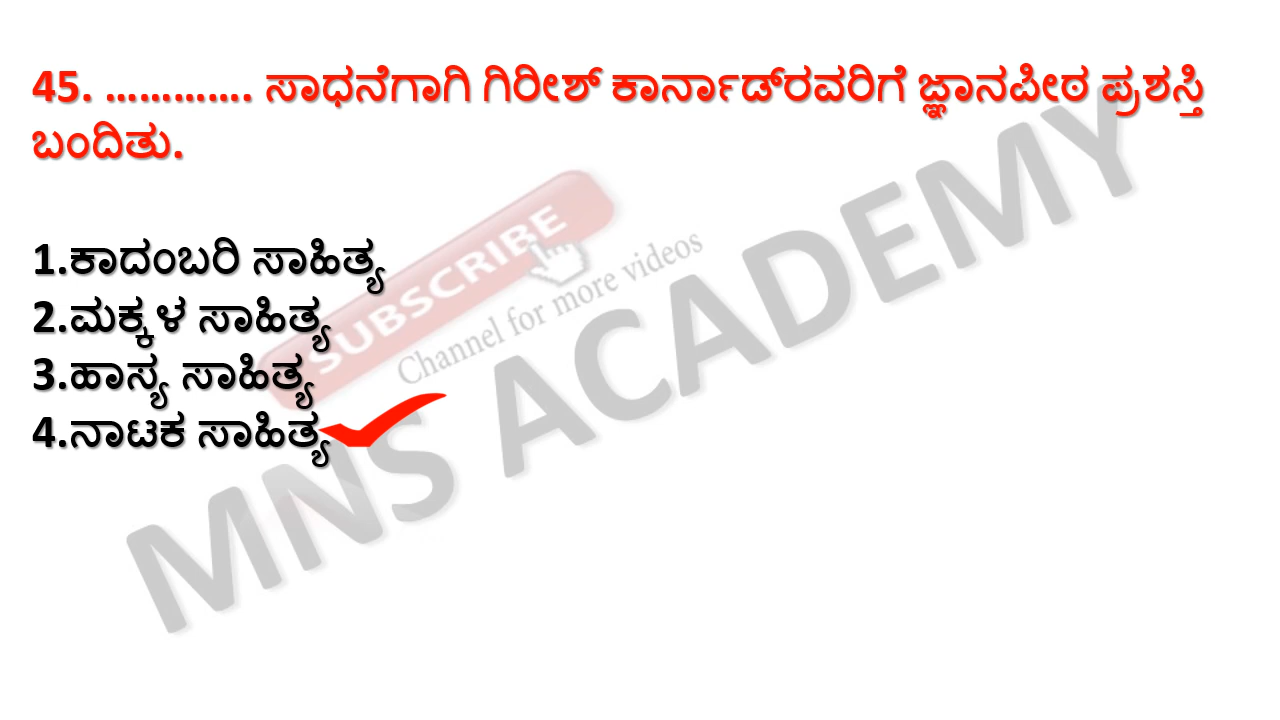 45. …………. ಸಾಧನೆಗಾಗಿ ಗಿರೀಶ್ ಕಾರ್ನಾಡ್‌ರವರಿಗೆ ಜ್ಞಾನಪೀಠ ಪ್ರಶಸ್ತಿ
ಬಂದಿತು.
1.ಕಾದಂಬರಿ ಸಾಹಿತ್ಯ
2.ಮಕ್ಕಳ ಸಾಹಿತ್ಯ
3.ಹಾಸ್ಯ ಸಾಹಿತ್ಯ
4.ನಾಟಕ ಸಾಹಿತ್ಯ
SUBSCRIBE
Channel for more videos
MNS ACADEMY